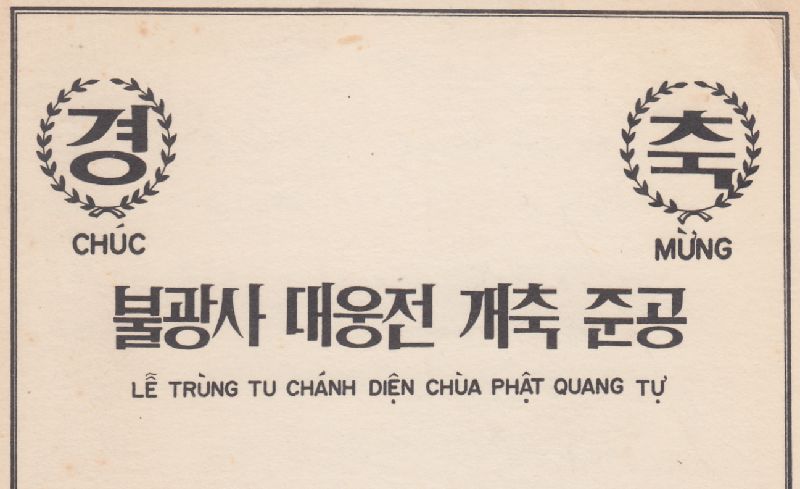 경 축
CHÚC MỪNG
불광사 대웅전 개축 준공
LỄ TRÙNG TU CHÁNH DIỆN CHÙA PHẬT QUANG TỰ